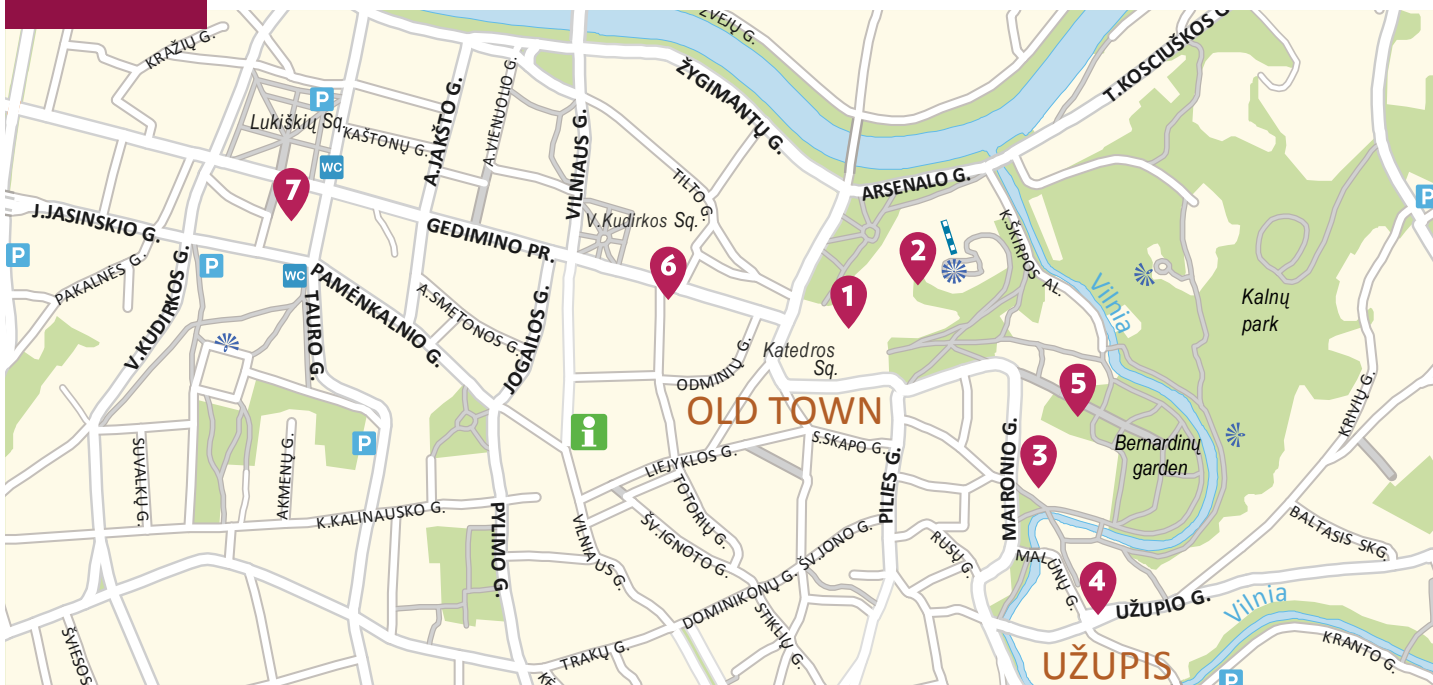 ŽVEJŲ G.
KRAŽIŲ G.
T.KOSCIUŠKOS G.
ŽYGIMANTŲ G.
A.VIENUOLIO G.
A.JAKŠTO G.
VILNIAUS G.
P
Lukiškių Sq.
KAŠTONŲ G.
WC
TILTO G.
ARSENALO G.
7
P
J.JASINSKIO G.
V.Kudirkos Sq.
K.ŠKIRPOS AL.
GEDIMINO PR.
2
6
P
P
WC
PAKALNĖS G.
V.KUDIRKOS G.
PAMĖNKALNIO G.
TAURO G.
A.SMETONOS G.
JOGAILOS G.
1
Vilnia
Kalnų
park
Katedros
Sq.
ODMINIŲ G.
5
OLD TOWN
KRIVIŲ G.
i
P
S.SKAPO G.
Bernardinų
garden
LIEJYKLOS G.
3
SUVALKŲ G.
AKMENŲ G.
PILIES G.
MAIRONIO G.
TOTORIŲ G.
K.KALINAUSKO G.
PYLIMO G.
VILNIAUS G.
ŠV.IGNOTO G.
ŠV.JONO G.
RUSŲ G.
BALTASIS SKG.
MALŪNŲ G.
4
DOMINIKONŲ G.
STIKLIŲ G.
UŽUPIO G.
Vilnia
ŠVIESOS
TRAKŲ G.
UŽUPIS
KRANTO G.
P